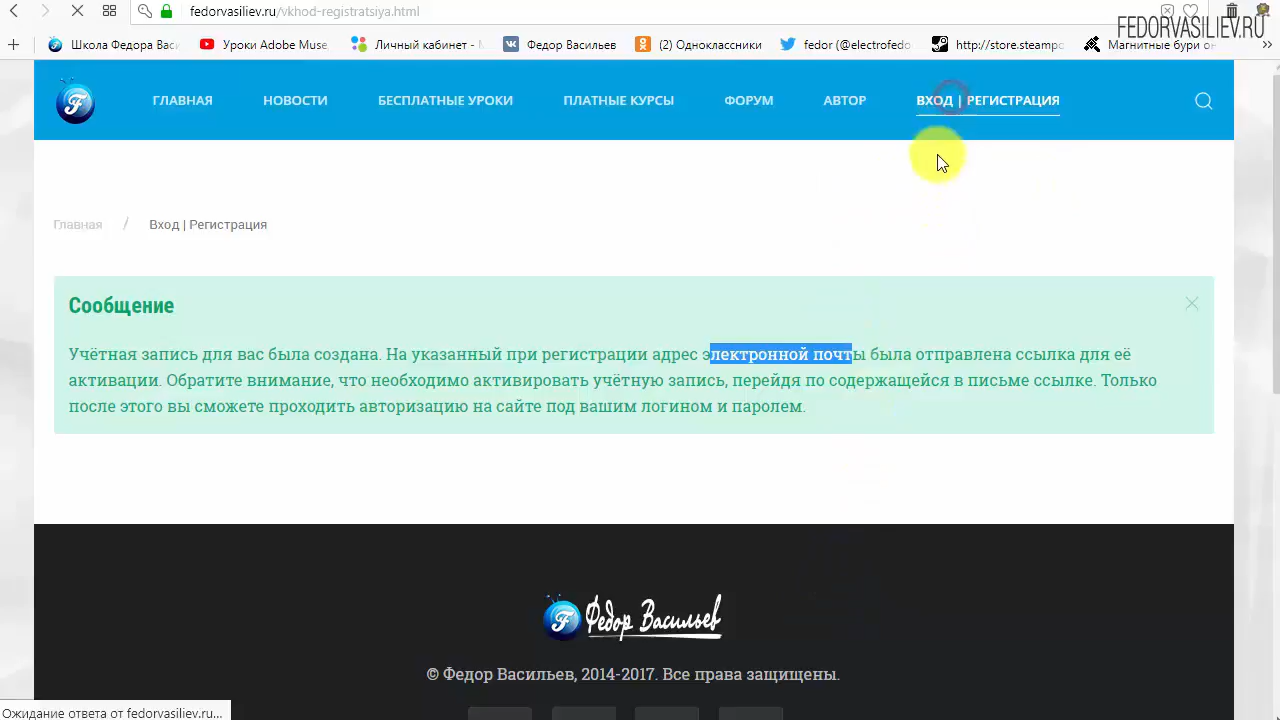 fedorvasiliev.ru/vkhod-registratsiya.html
FEDORVASILIEV.RU
Школа Федора Васи
Уроки Adobe Muse,
Личный кабинет - М
Федор Васильев
(2) Одноклассники
fedor (@electrofedo
http://store.steampo
Магнитные бури он
ГЛАВНАЯ
НОВОСТИ
БЕСПЛАТНЫЕ УРОКИ
ПЛАТНЫЕ КУРСЫ
ФОРУМ
АВТОР
ВХОД | РЕГИСТРАЦИЯ
Главная / Вход | Регистрация
Сообщение
Учётная запись для вас была создана. На указанный при регистрации адрес электронной почты была отправлена ссылка для её
активации. Обратите внимание, что необходимо активировать учётную запись, перейдя по содержащейся в письме ссылке. Только
после этого вы сможете проходить авторизацию на сайте под вашим логином и паролем.
Федор Васильев
© Федор Васильев, 2014-2017. Все права защищены.
Ожидание ответа от fedorvasiliev.ru...